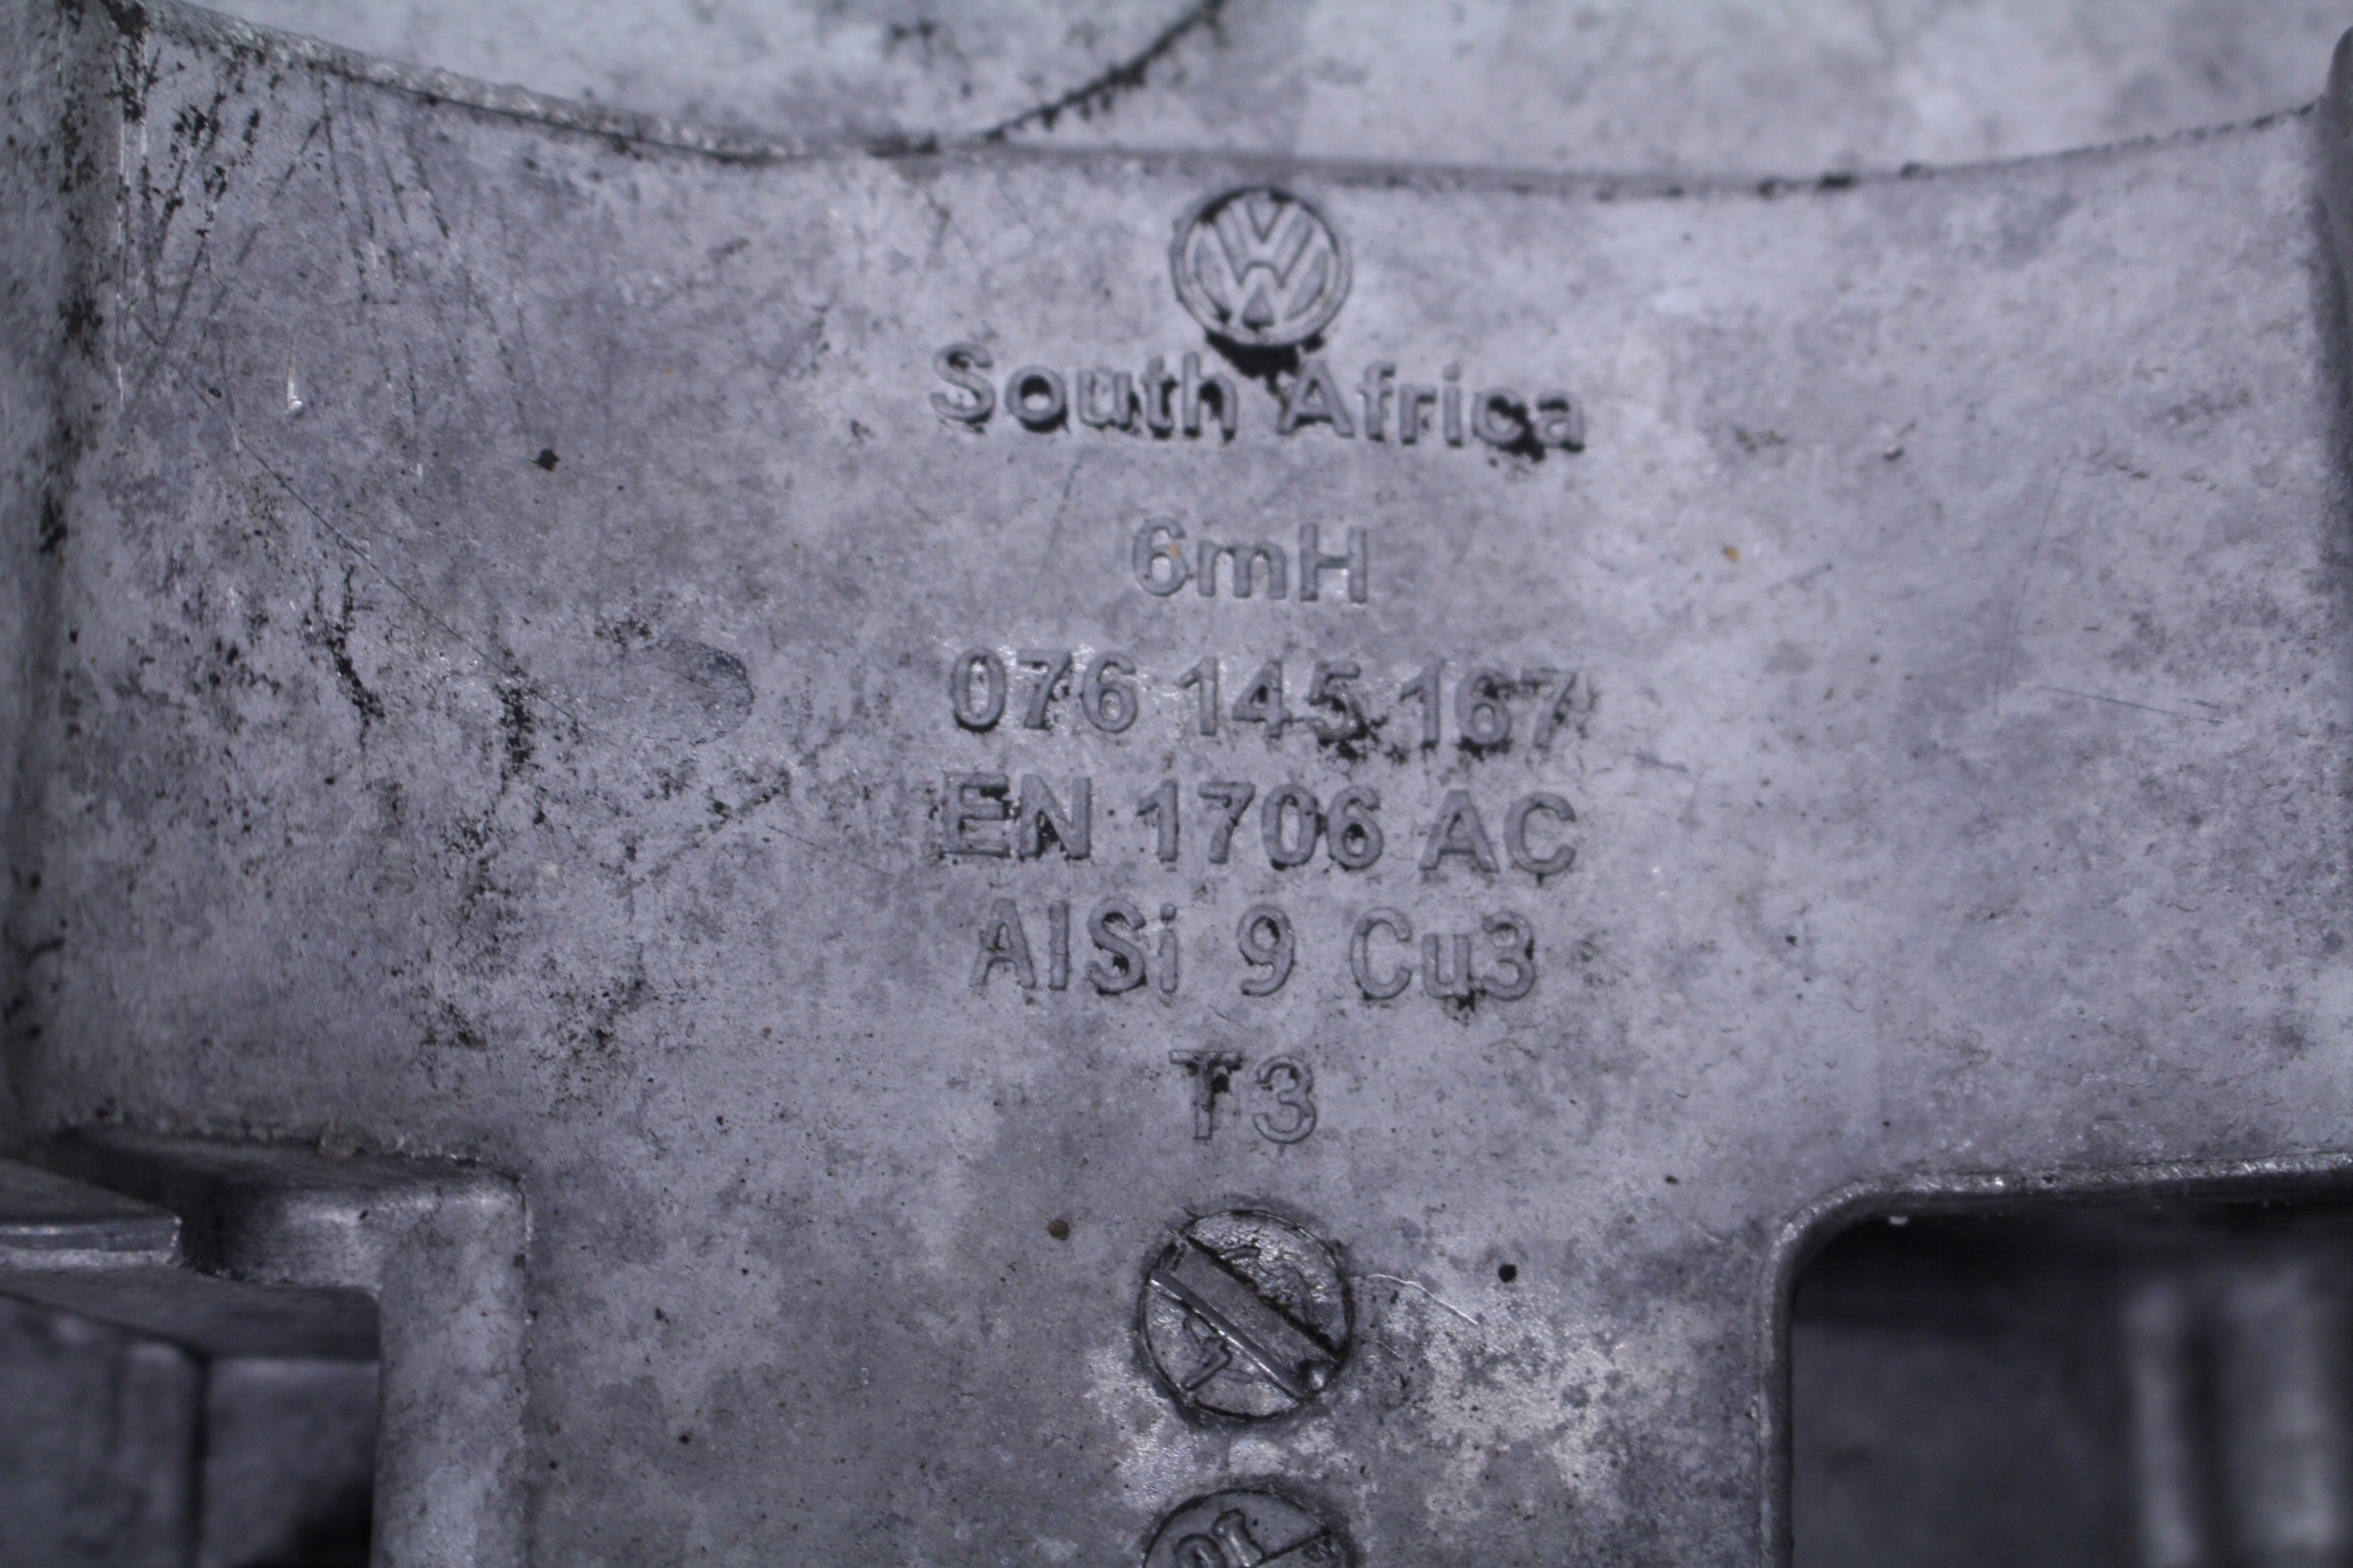 South Africa
6mH
076 145 167
EN 1706 AC
AlSi 9 Cu3
T3